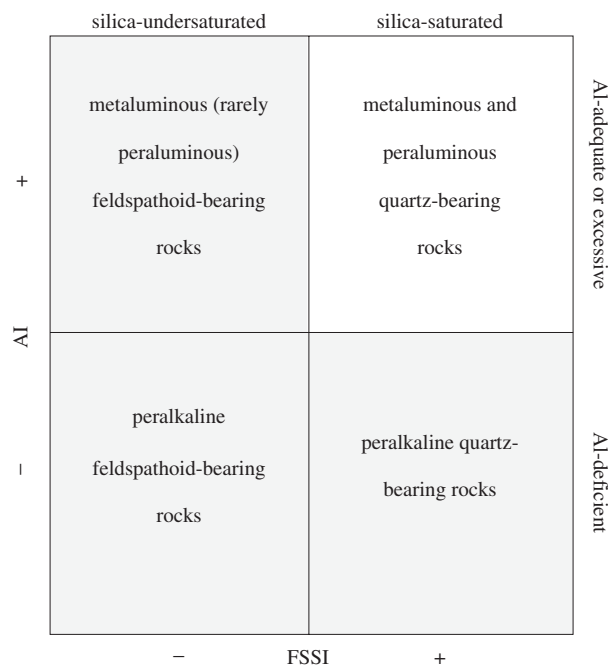 silica-undersaturated
silica-saturated
metaluminous (rarely
peraluminous)
feldspathoid-bearing
rocks
metaluminous and
peraluminous
quartz-bearing
rocks
Al-adequate or excessive
+
AI
−
peralkaline
feldspathoid-bearing
rocks
peralkaline quartz-
bearing rocks
Al-deficient
− FSSI +